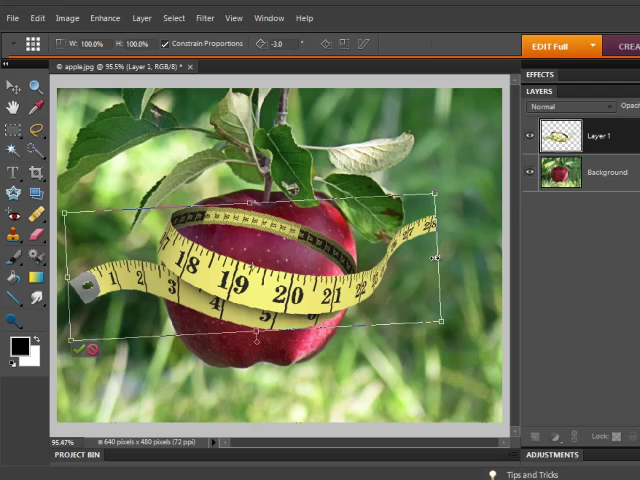 File Edit Image Enhance Layer Select Filter View Window Help
W: 100.0% H: 100.0% Constrain Proportions -3.0 °
EDIT Full
apple.jpg @ 95.5% (Layer 1, RGB/8) * ×
EFFECTS
LAYERS
Normal
Layer 1
Background
28
27
18 19 20 21 22
1 2 3 4 5 6
95.47% 640 pixels x 480 pixels (72 ppi)
Lock:
PROJECT BIN
ADJUSTMENTS
Tips and Tricks